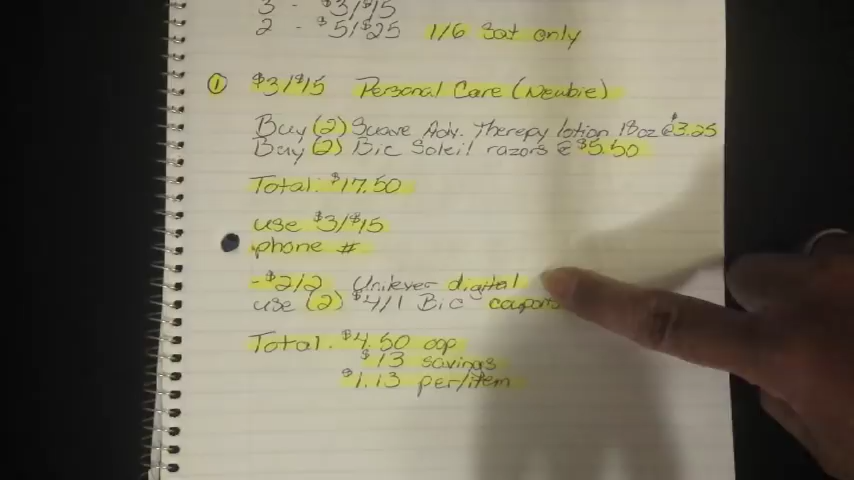 3 - $3/$15
2 - $5/$25 1/6 Sat only
① $3/$15 Personal Care (Newbie)
Buy (2) Suave Adv. Therepy lotion 18oz @ $3.25
Buy (2) Bic Soleil razors @ $5.50
Total: $17.50
use $3/$15
phone #
-$2/2 Unilever digital
use (2) $4/1 Bic coupons
Total: $4.50 oop
$13 savings
$1.13 per/item